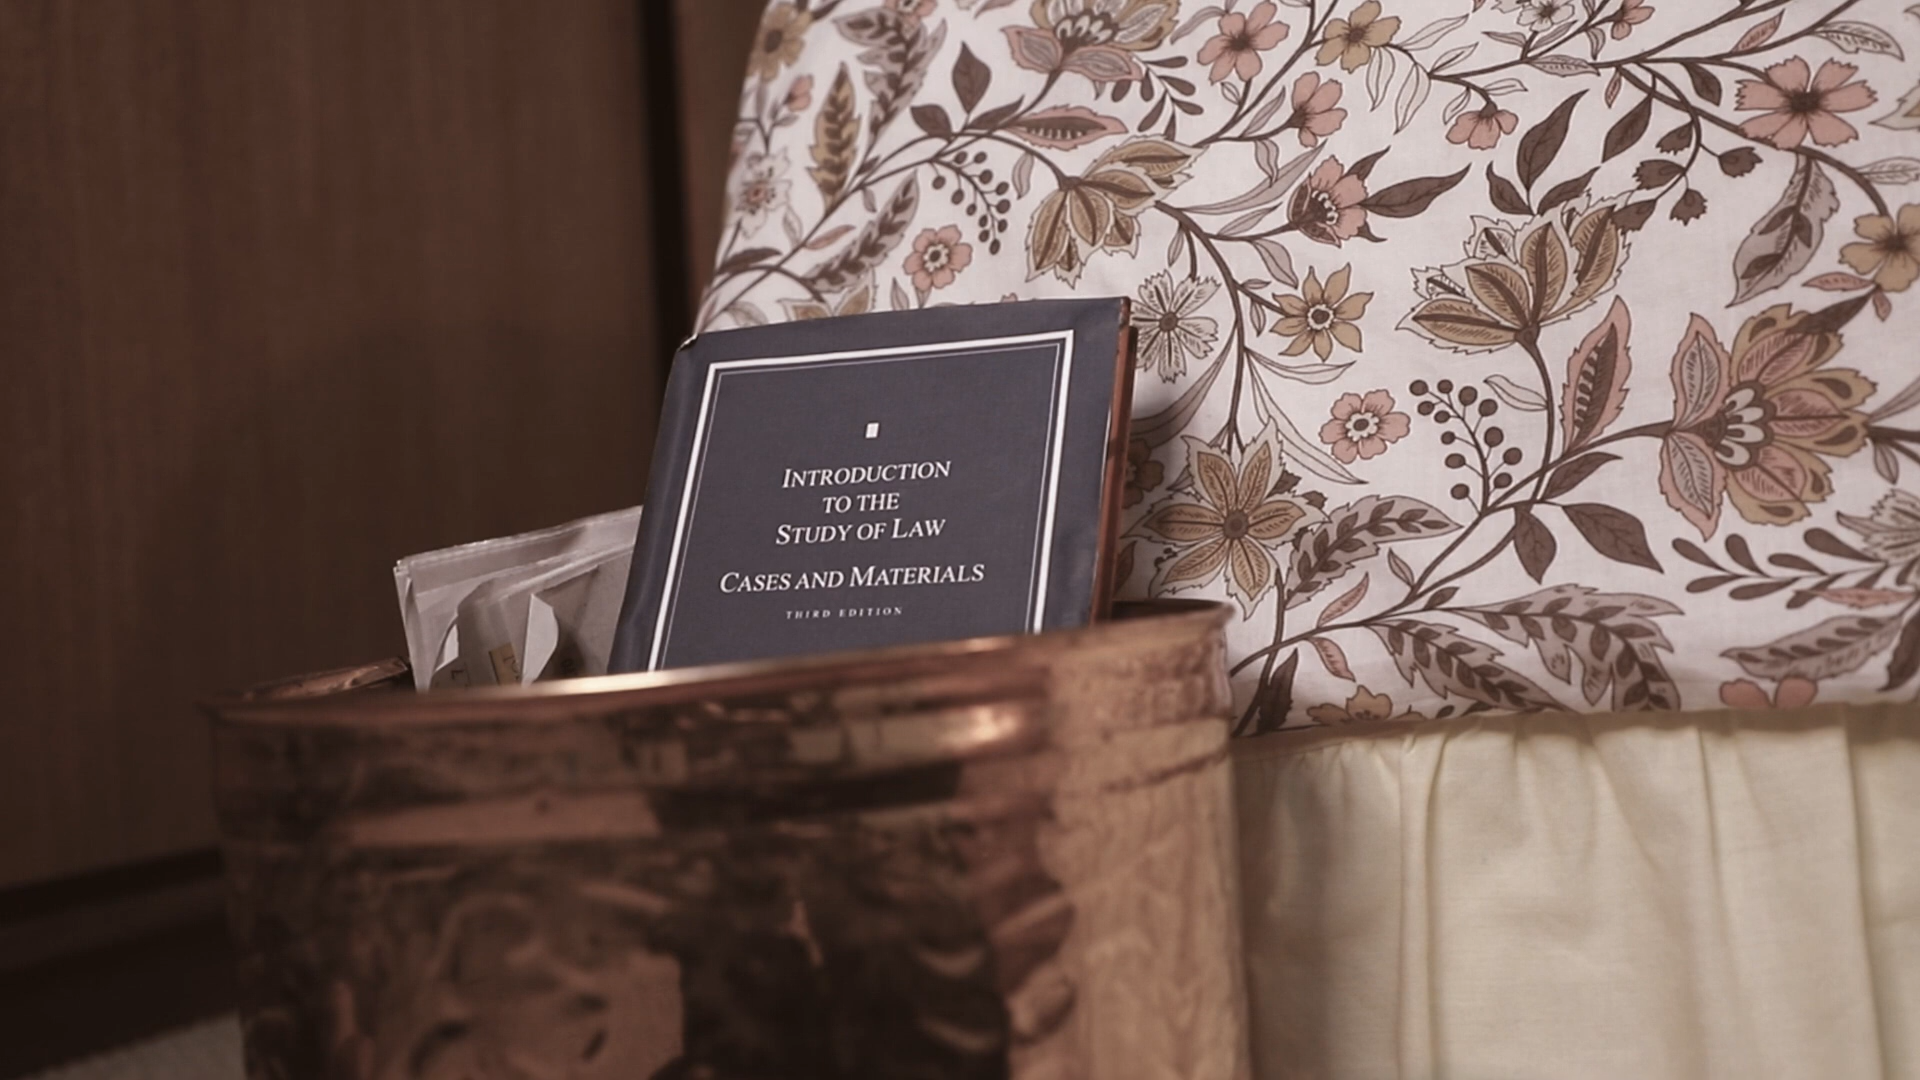 INTRODUCTION
TO THE
STUDY OF LAW
CASES AND MATERIALS
THIRD EDITION